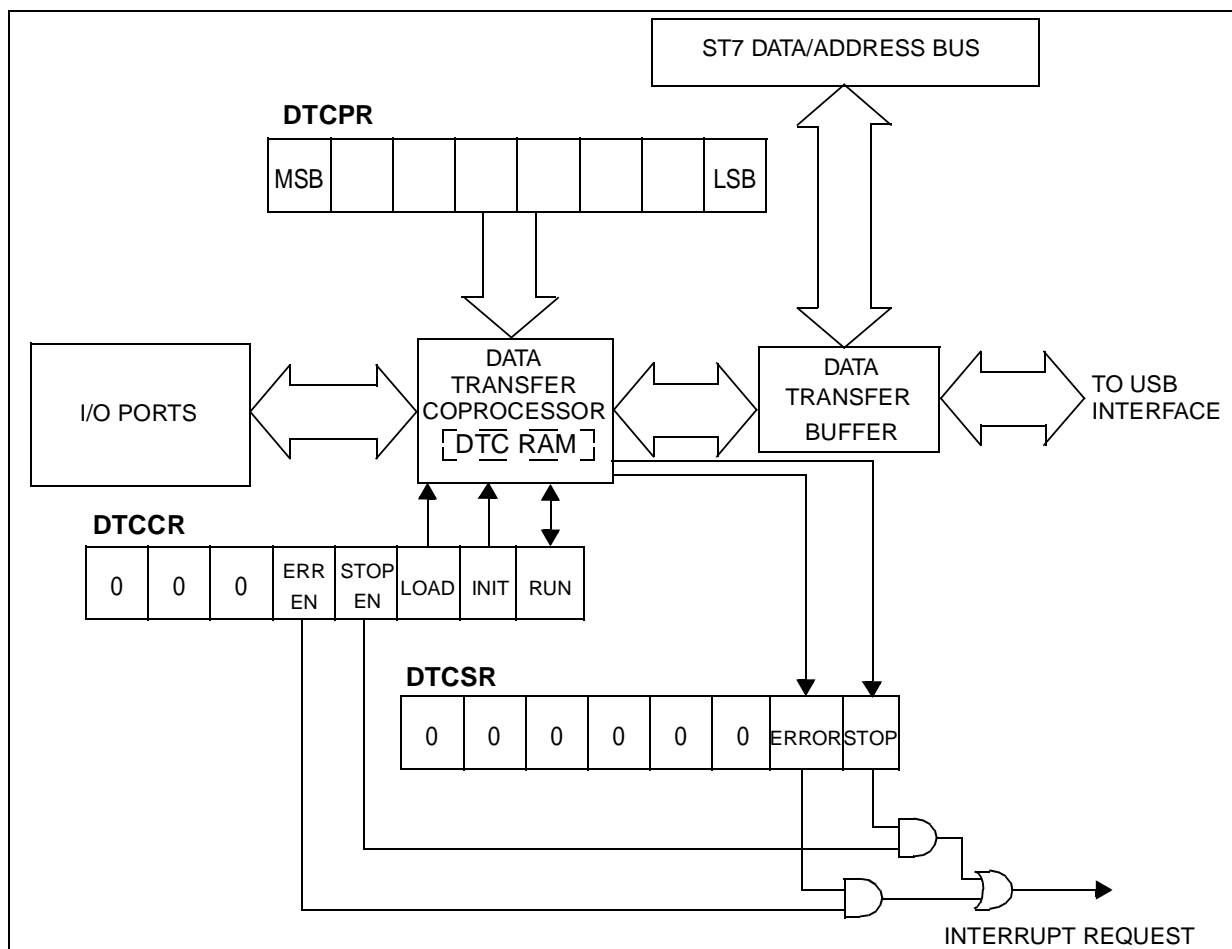 ST7 DATA/ADDRESS BUS
DTCPR
MSB
LSB
I/O PORTS
DATA
TRANSFER
COPROCESSOR
DTC RAM
DATA
TRANSFER
BUFFER
TO USB
INTERFACE
DTCCR
0 0 0 ERR EN STOP EN LOAD INIT RUN
DTCSR
0 0 0 0 0 0 ERROR STOP
INTERRUPT REQUEST